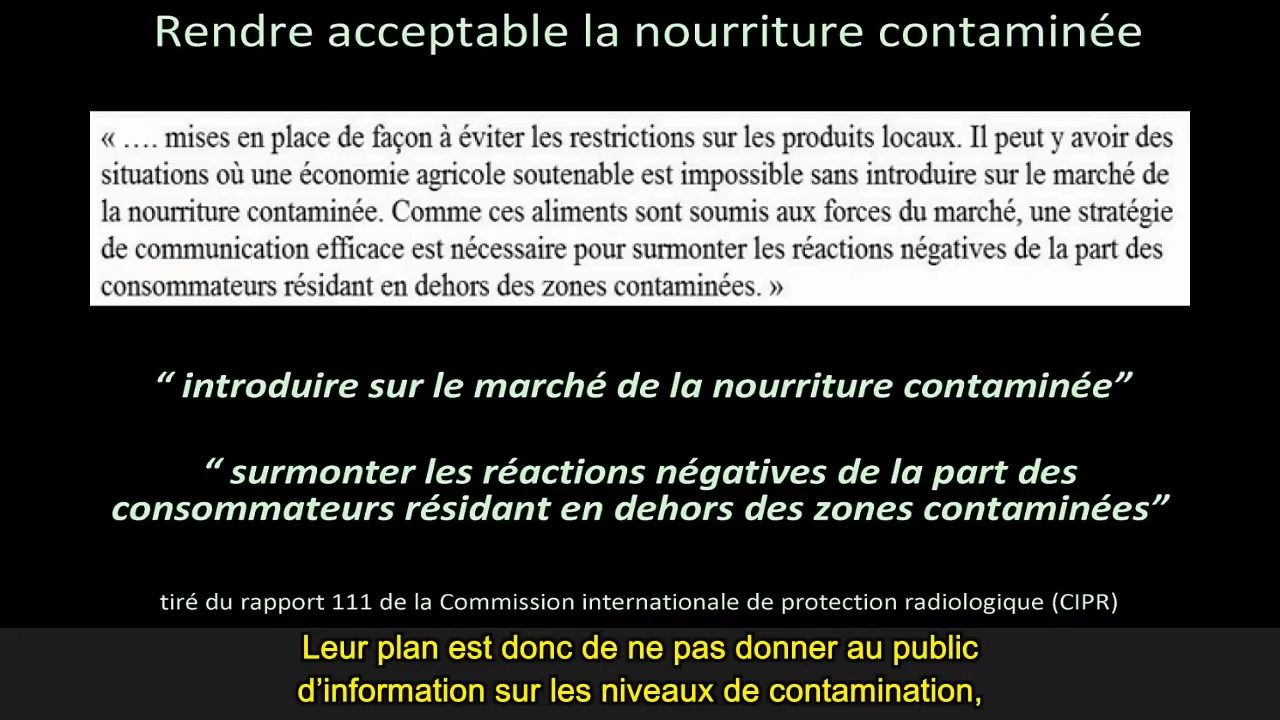 Rendre acceptable la nourriture contaminée
« …. mises en place de façon à éviter les restrictions sur les produits locaux. Il peut y avoir des
situations où une économie agricole soutenable est impossible sans introduire sur le marché de
la nourriture contaminée. Comme ces aliments sont soumis aux forces du marché, une stratégie
de communication efficace est nécessaire pour surmonter les réactions négatives de la part des
consommateurs résidant en dehors des zones contaminées. »
“ introduire sur le marché de la nourriture contaminée”
“ surmonter les réactions négatives de la part des
consommateurs résidant en dehors des zones contaminées”
tiré du rapport 111 de la Commission internationale de protection radiologique (CIPR)
Leur plan est donc de ne pas donner au public
d’information sur les niveaux de contamination,